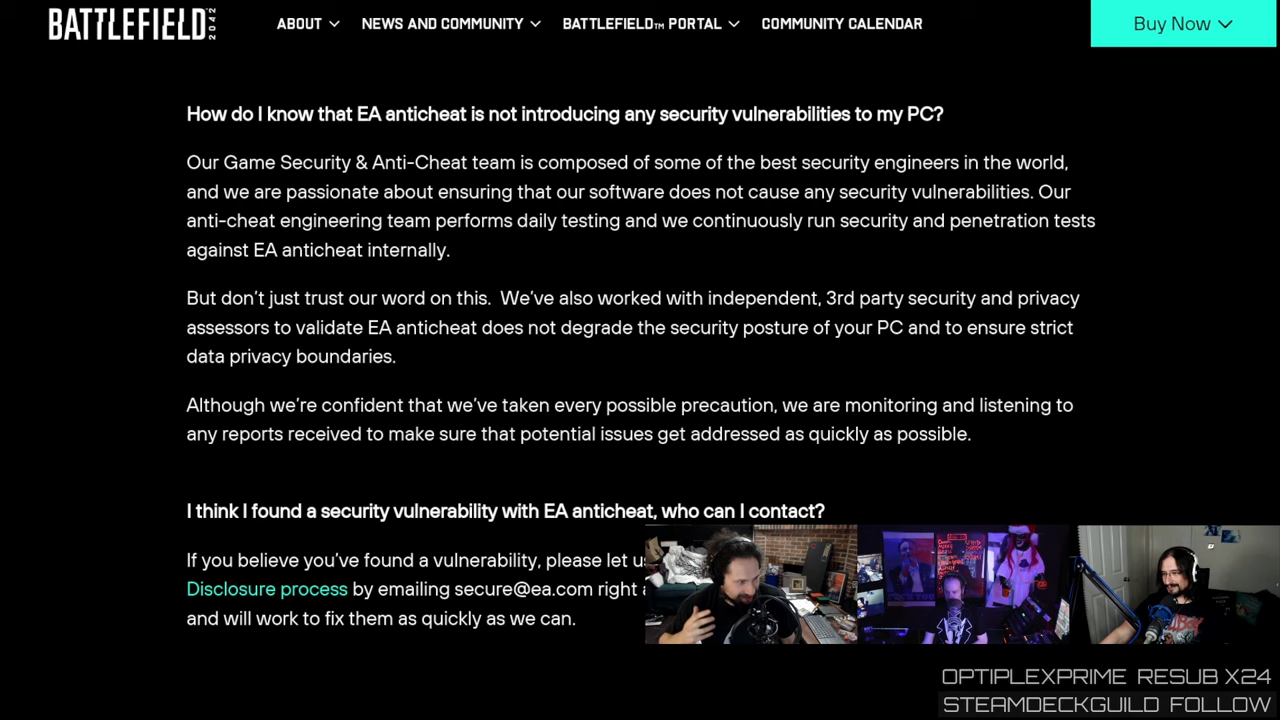 BATTLEFIELD 2042
ABOUT
NEWS AND COMMUNITY
BATTLEFIELD™ PORTAL
COMMUNITY CALENDAR
Buy Now
How do I know that EA anticheat is not introducing any security vulnerabilities to my PC?
Our Game Security & Anti-Cheat team is composed of some of the best security engineers in the world,
and we are passionate about ensuring that our software does not cause any security vulnerabilities. Our
anti-cheat engineering team performs daily testing and we continuously run security and penetration tests
against EA anticheat internally.
But don't just trust our word on this.  We've also worked with independent, 3rd party security and privacy
assessors to validate EA anticheat does not degrade the security posture of your PC and to ensure strict
data privacy boundaries.
Although we're confident that we've taken every possible precaution, we are monitoring and listening to
any reports received to make sure that potential issues get addressed as quickly as possible.
I think I found a security vulnerability with EA anticheat, who can I contact?
If you believe you've found a vulnerability, please let
Disclosure process by emailing secure@ea.com right
and will work to fix them as quickly as we can.
OPTIPLEXPRIME RESUB X24
STEAMDECKGUILD FOLLOW